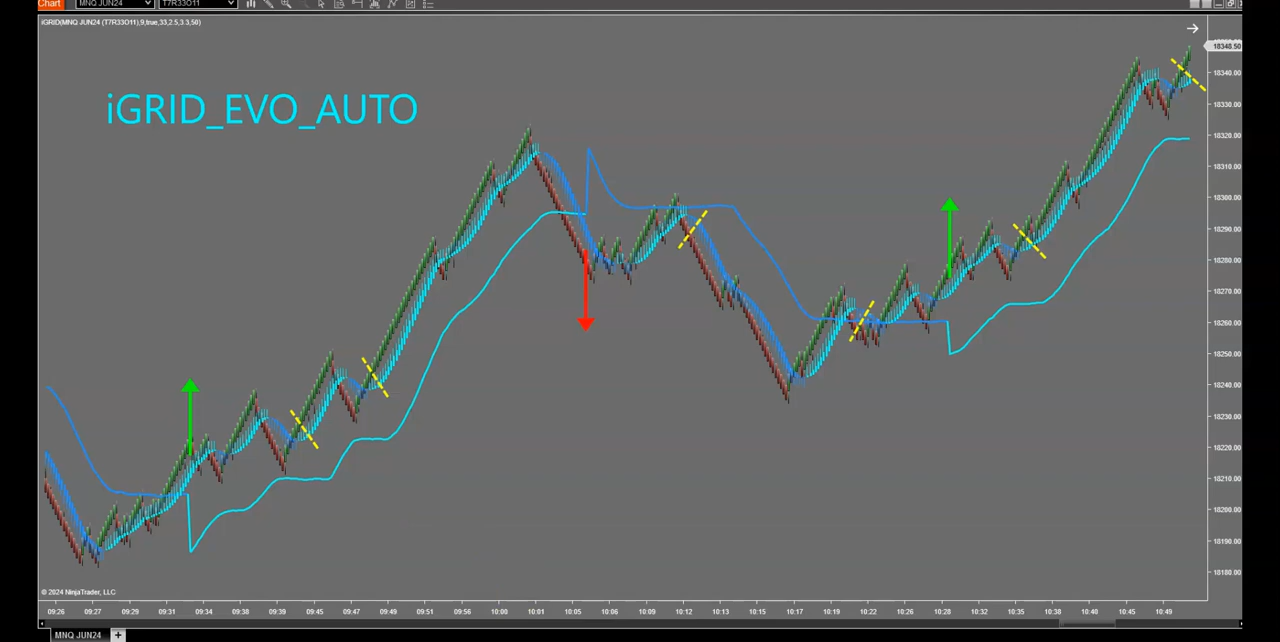 Chart
MNQ JUN24
T7R33O11
iGRID(MNQ JUN24 (T7R33O11),9,true,33,2.5,3 3,50)
iGRID_EVO_AUTO
18348.50
18340.00
18330.00
18320.00
18310.00
18300.00
18290.00
18280.00
18270.00
18260.00
18250.00
18240.00
18230.00
18220.00
18210.00
18200.00
18190.00
18180.00
© 2024 NinjaTrader, LLC
09:26 09:27 09:29 09:31 09:34 09:38 09:39 09:45 09:47 09:49 09:51 09:56 10:00 10:01 10:05 10:06 10:09 10:12 10:13 10:15 10:17 10:19 10:22 10:26 10:28 10:32 10:35 10:38 10:40 10:45 10:49
MNQ JUN24 +